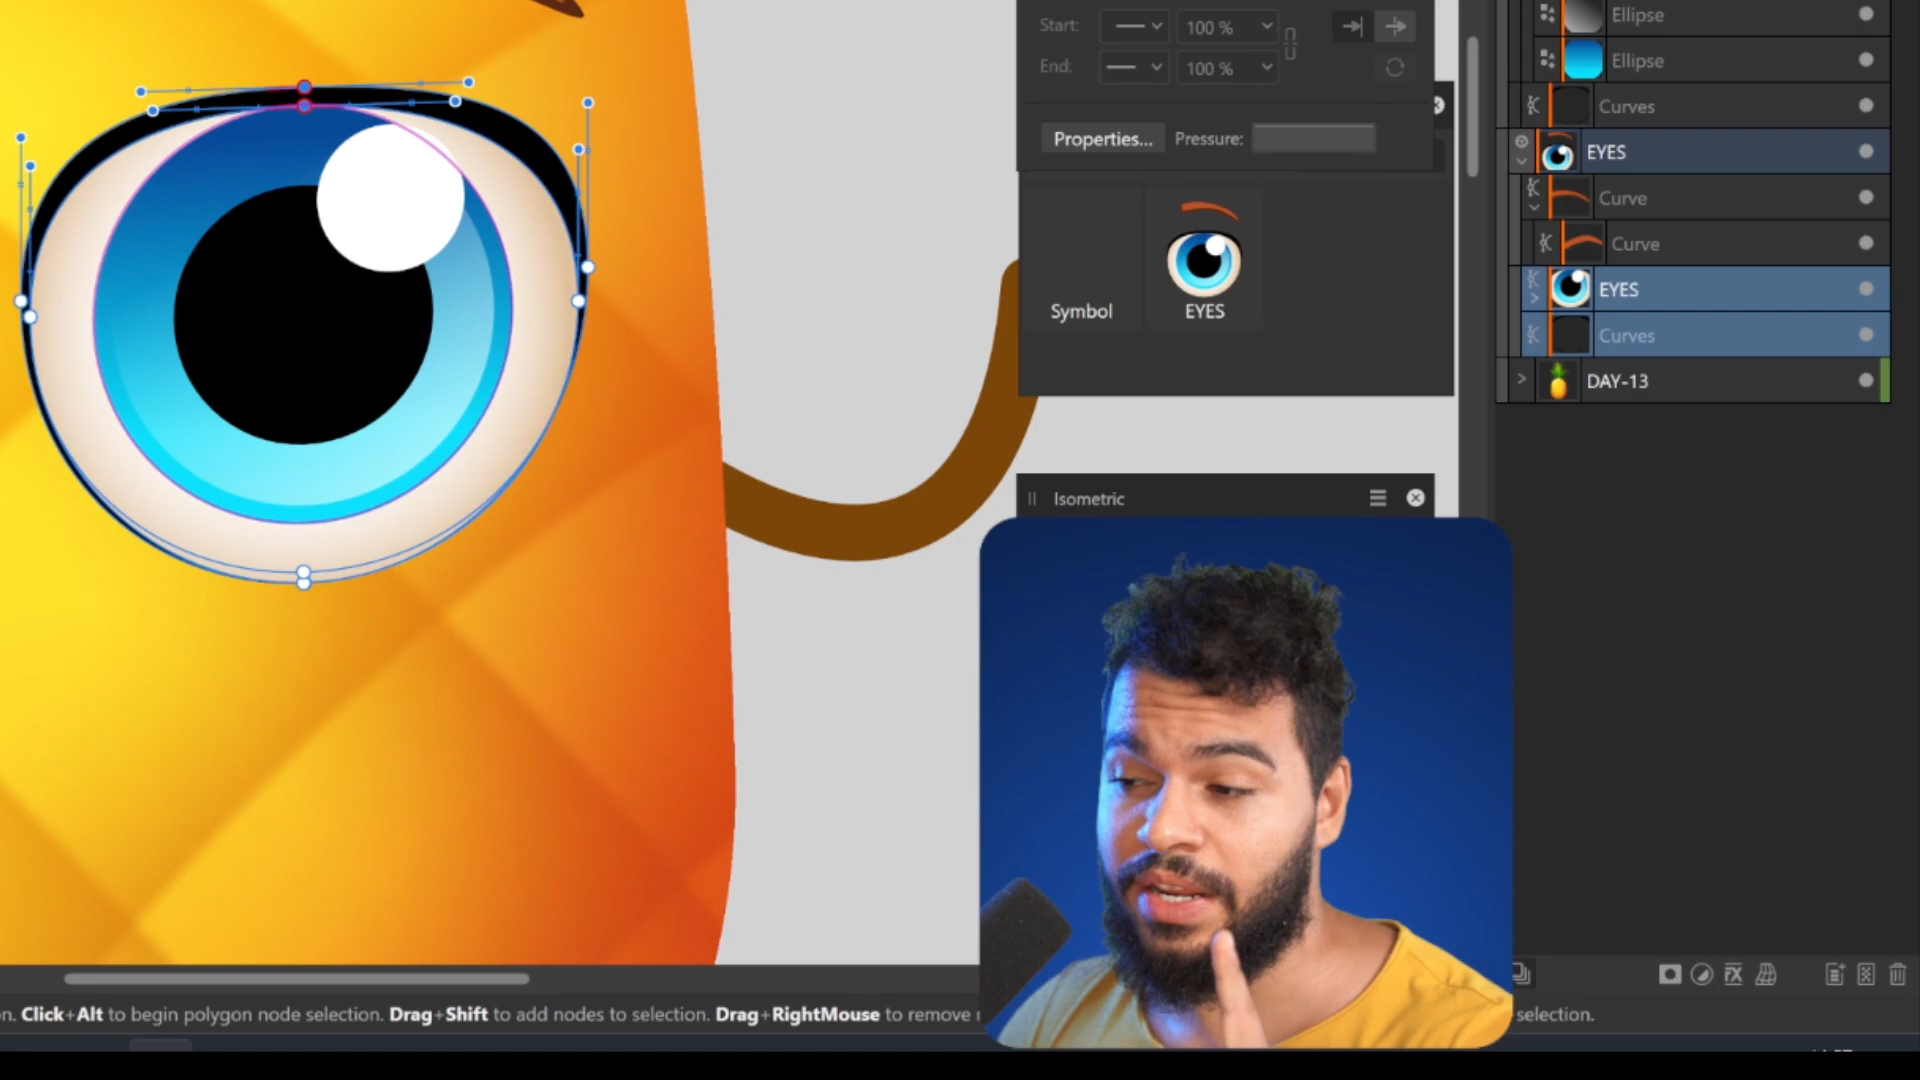 Start:
100 %
End:
100 %
Properties...
Pressure:
Symbol
EYES
Isometric
Ellipse
Ellipse
Curves
EYES
Curve
Curve
EYES
Curves
DAY-13
n. Click+Alt to begin polygon node selection. Drag+Shift to add nodes to selection. Drag+RightMouse to remove
selection.